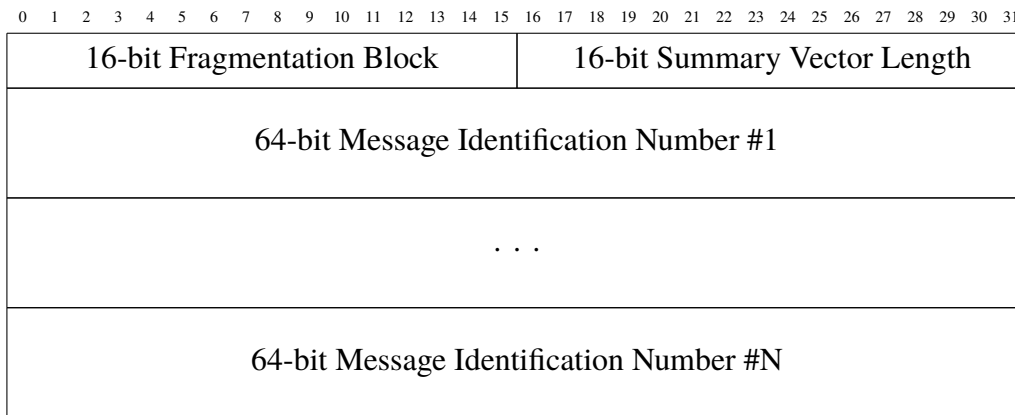 0 1 2 3 4 5 6 7 8 9 10 11 12 13 14 15 16 17 18 19 20 21 22 23 24 25 26 27 28 29 30 31
16-bit Fragmentation Block 16-bit Summary Vector Length
64-bit Message Identification Number #1
. . .
64-bit Message Identification Number #N